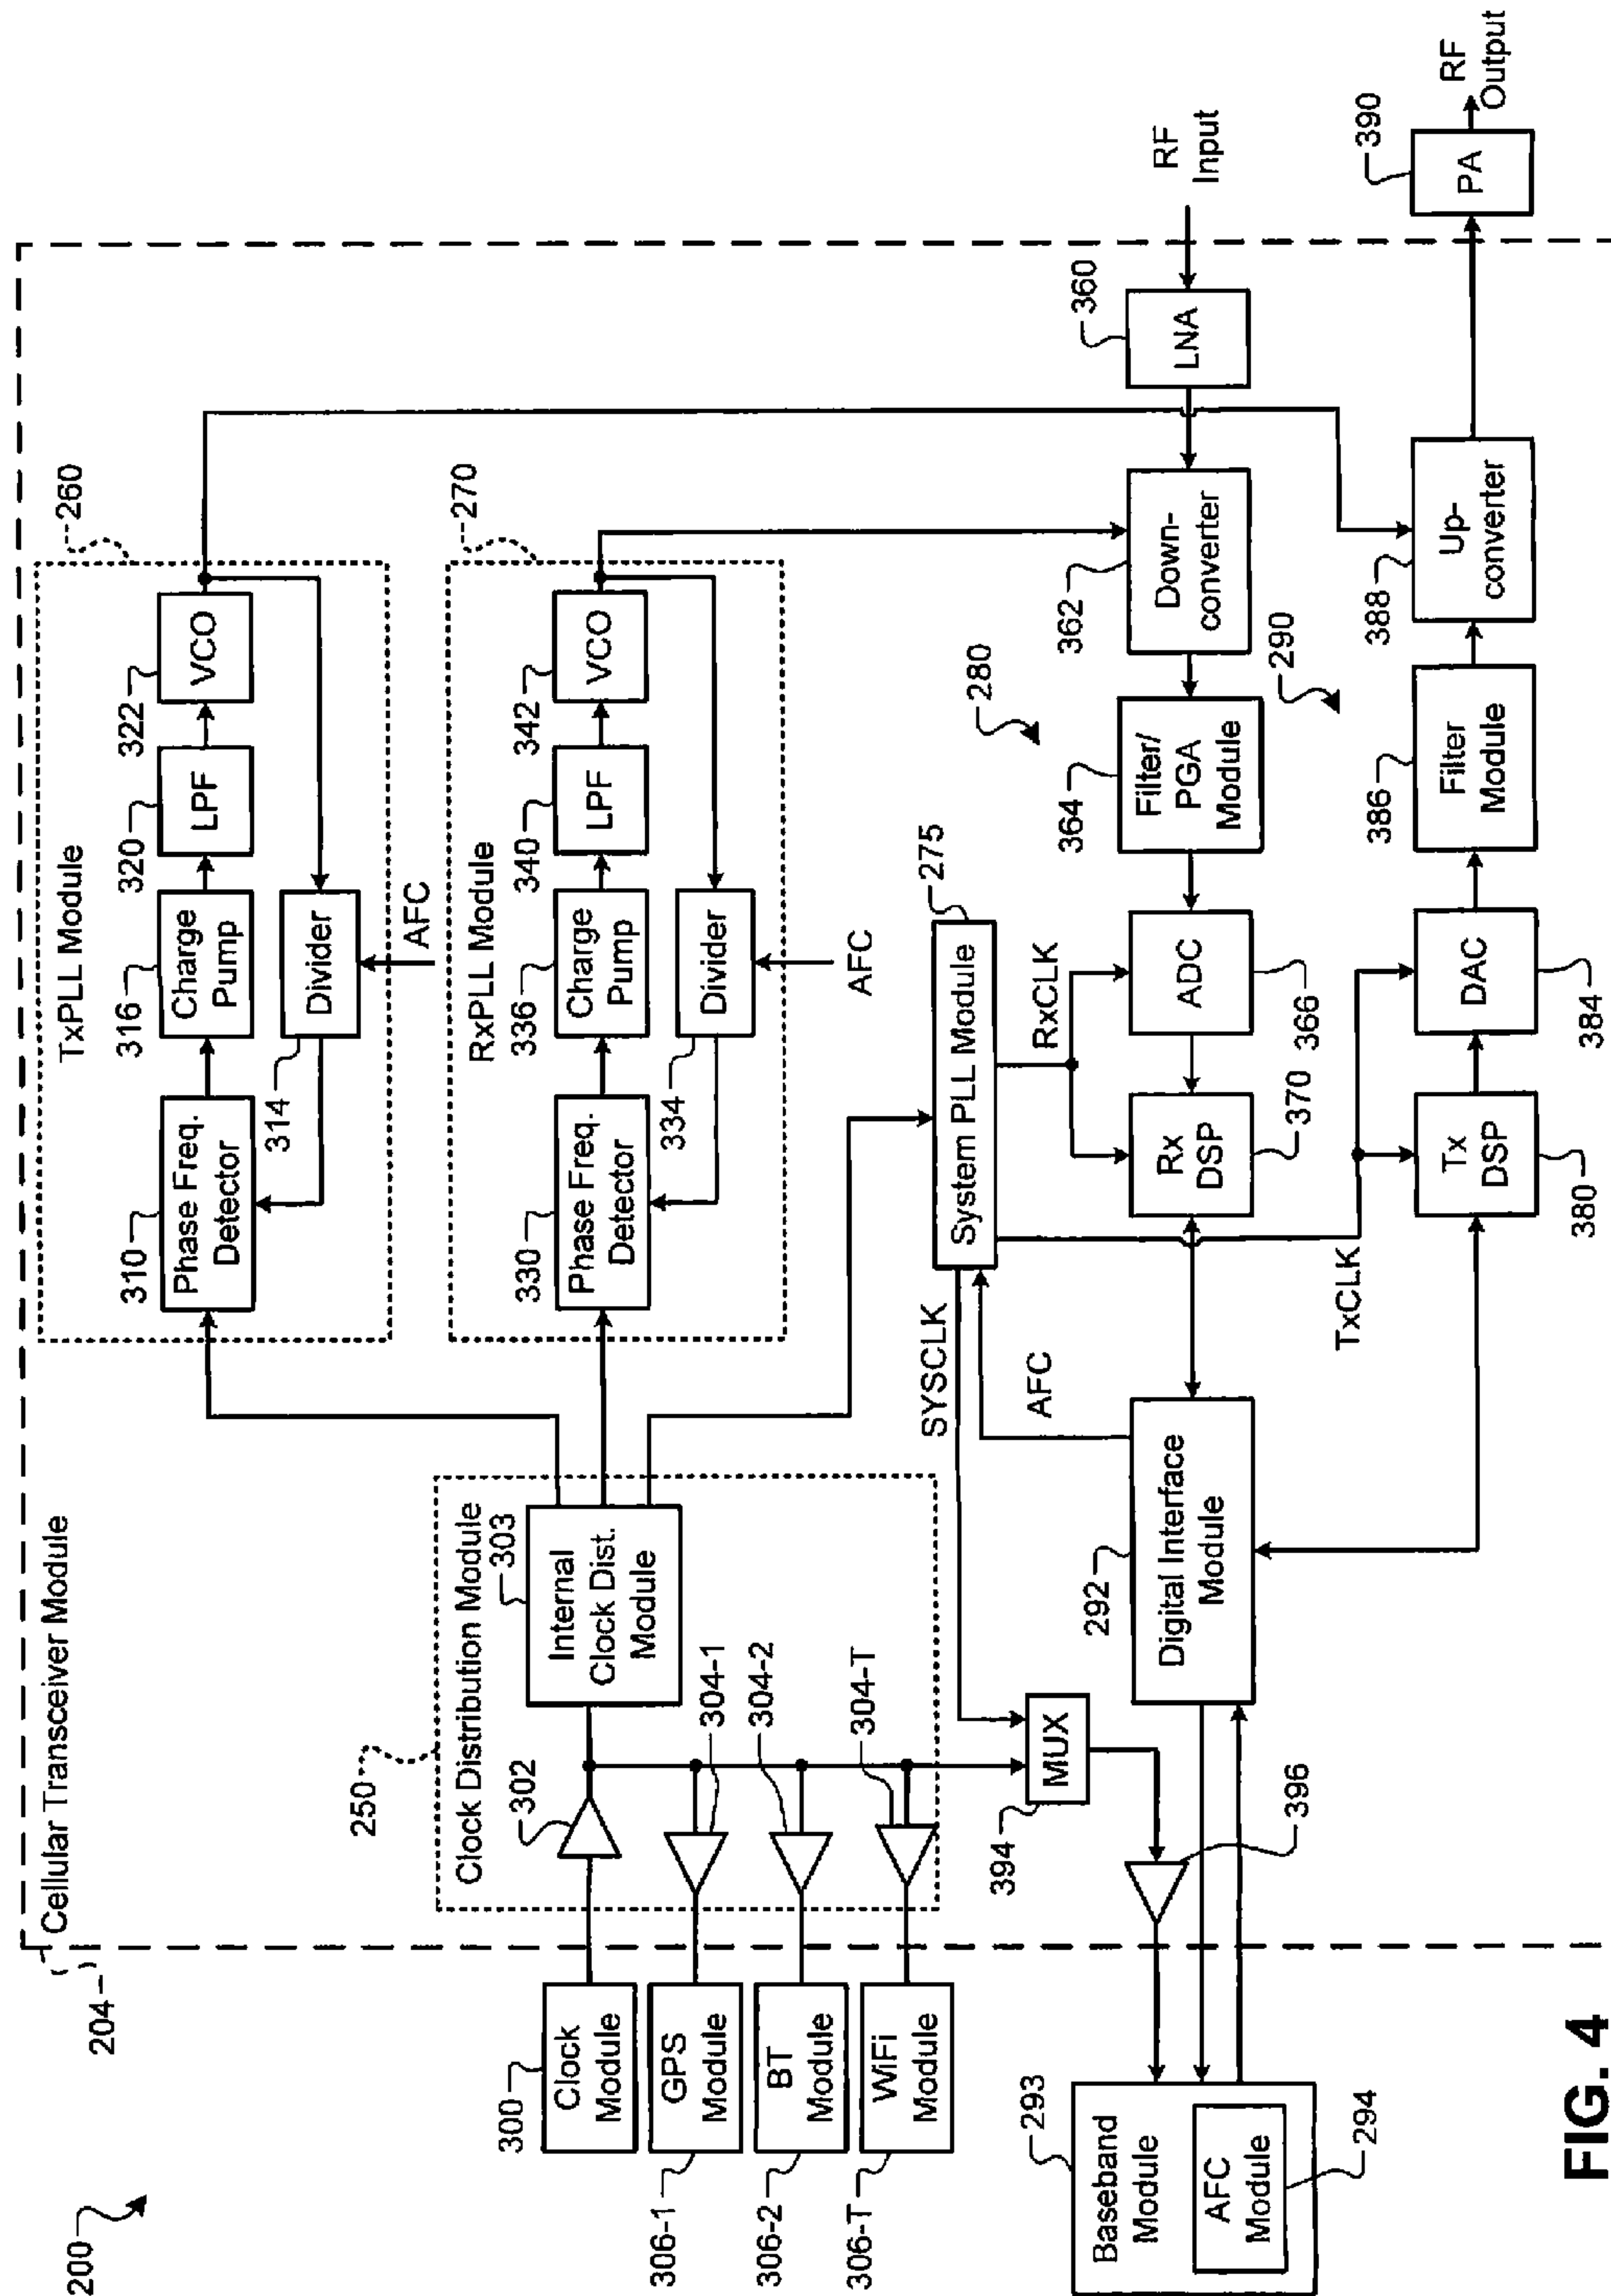 200
204
Cellular Transceiver Module
300
Clock
Module
306-1
GPS
Module
306-2
BT
Module
306-T
WiFi
Module
250
Clock Distribution Module
302
303
Internal
Clock Dist.
Module
304-1
304-2
304-T
TxPLL Module
260
310
Phase Freq.
Detector
316
Charge
Pump
320
LPF
322
VCO
314
Divider
AFC
RxPLL Module
270
330
Phase Freq.
Detector
336
Charge
Pump
340
LPF
342
VCO
334
Divider
AFC
275
System PLL Module
SYSCLK
AFC
RxCLK
TxCLK
280
RF
Input
360
LNA
362
Down-
converter
364
Filter/
PGA
Module
ADC
366
Rx
DSP
370
290
Tx
DSP
380
DAC
384
386
Filter
Module
388
Up-
converter
390
PA
RF
Output
292
Digital Interface
Module
MUX
394
396
293
Baseband
Module
AFC
Module
294
FIG. 4